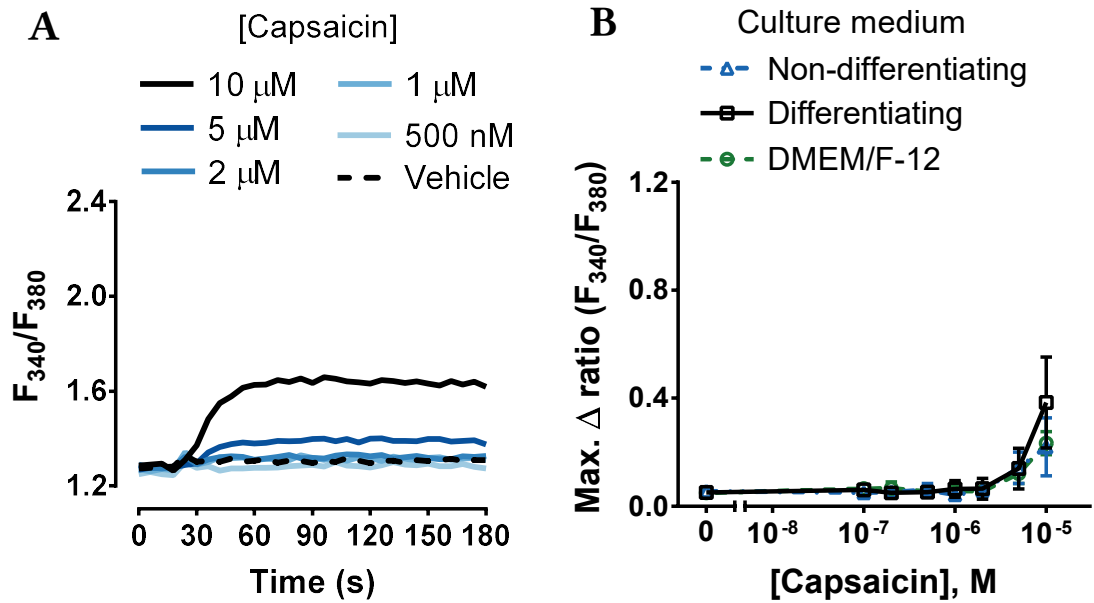 A
[Capsaicin]
10 μM
5 μM
2 μM
1 μM
500 nM
Vehicle
F340/F380
2.4
2.0
1.6
1.2
0 30 60 90 120 150 180
Time (s)
B
Culture medium
Non-differentiating
Differentiating
DMEM/F-12
Max. Δ ratio (F340/F380)
1.2
0.8
0.4
0.0
0 10-8 10-7 10-6 10-5
[Capsaicin], M